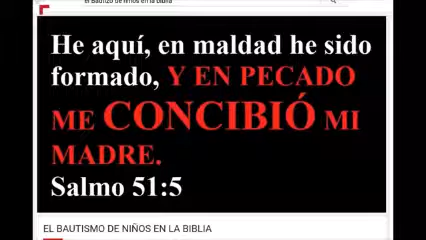 el Bautizo de Niños en la Biblia
He aquí, en maldad he sido
formado, Y EN PECADO
ME CONCIBIÓ MI
MADRE.
Salmo 51:5
EL BAUTISMO DE NIÑOS EN LA BIBLIA